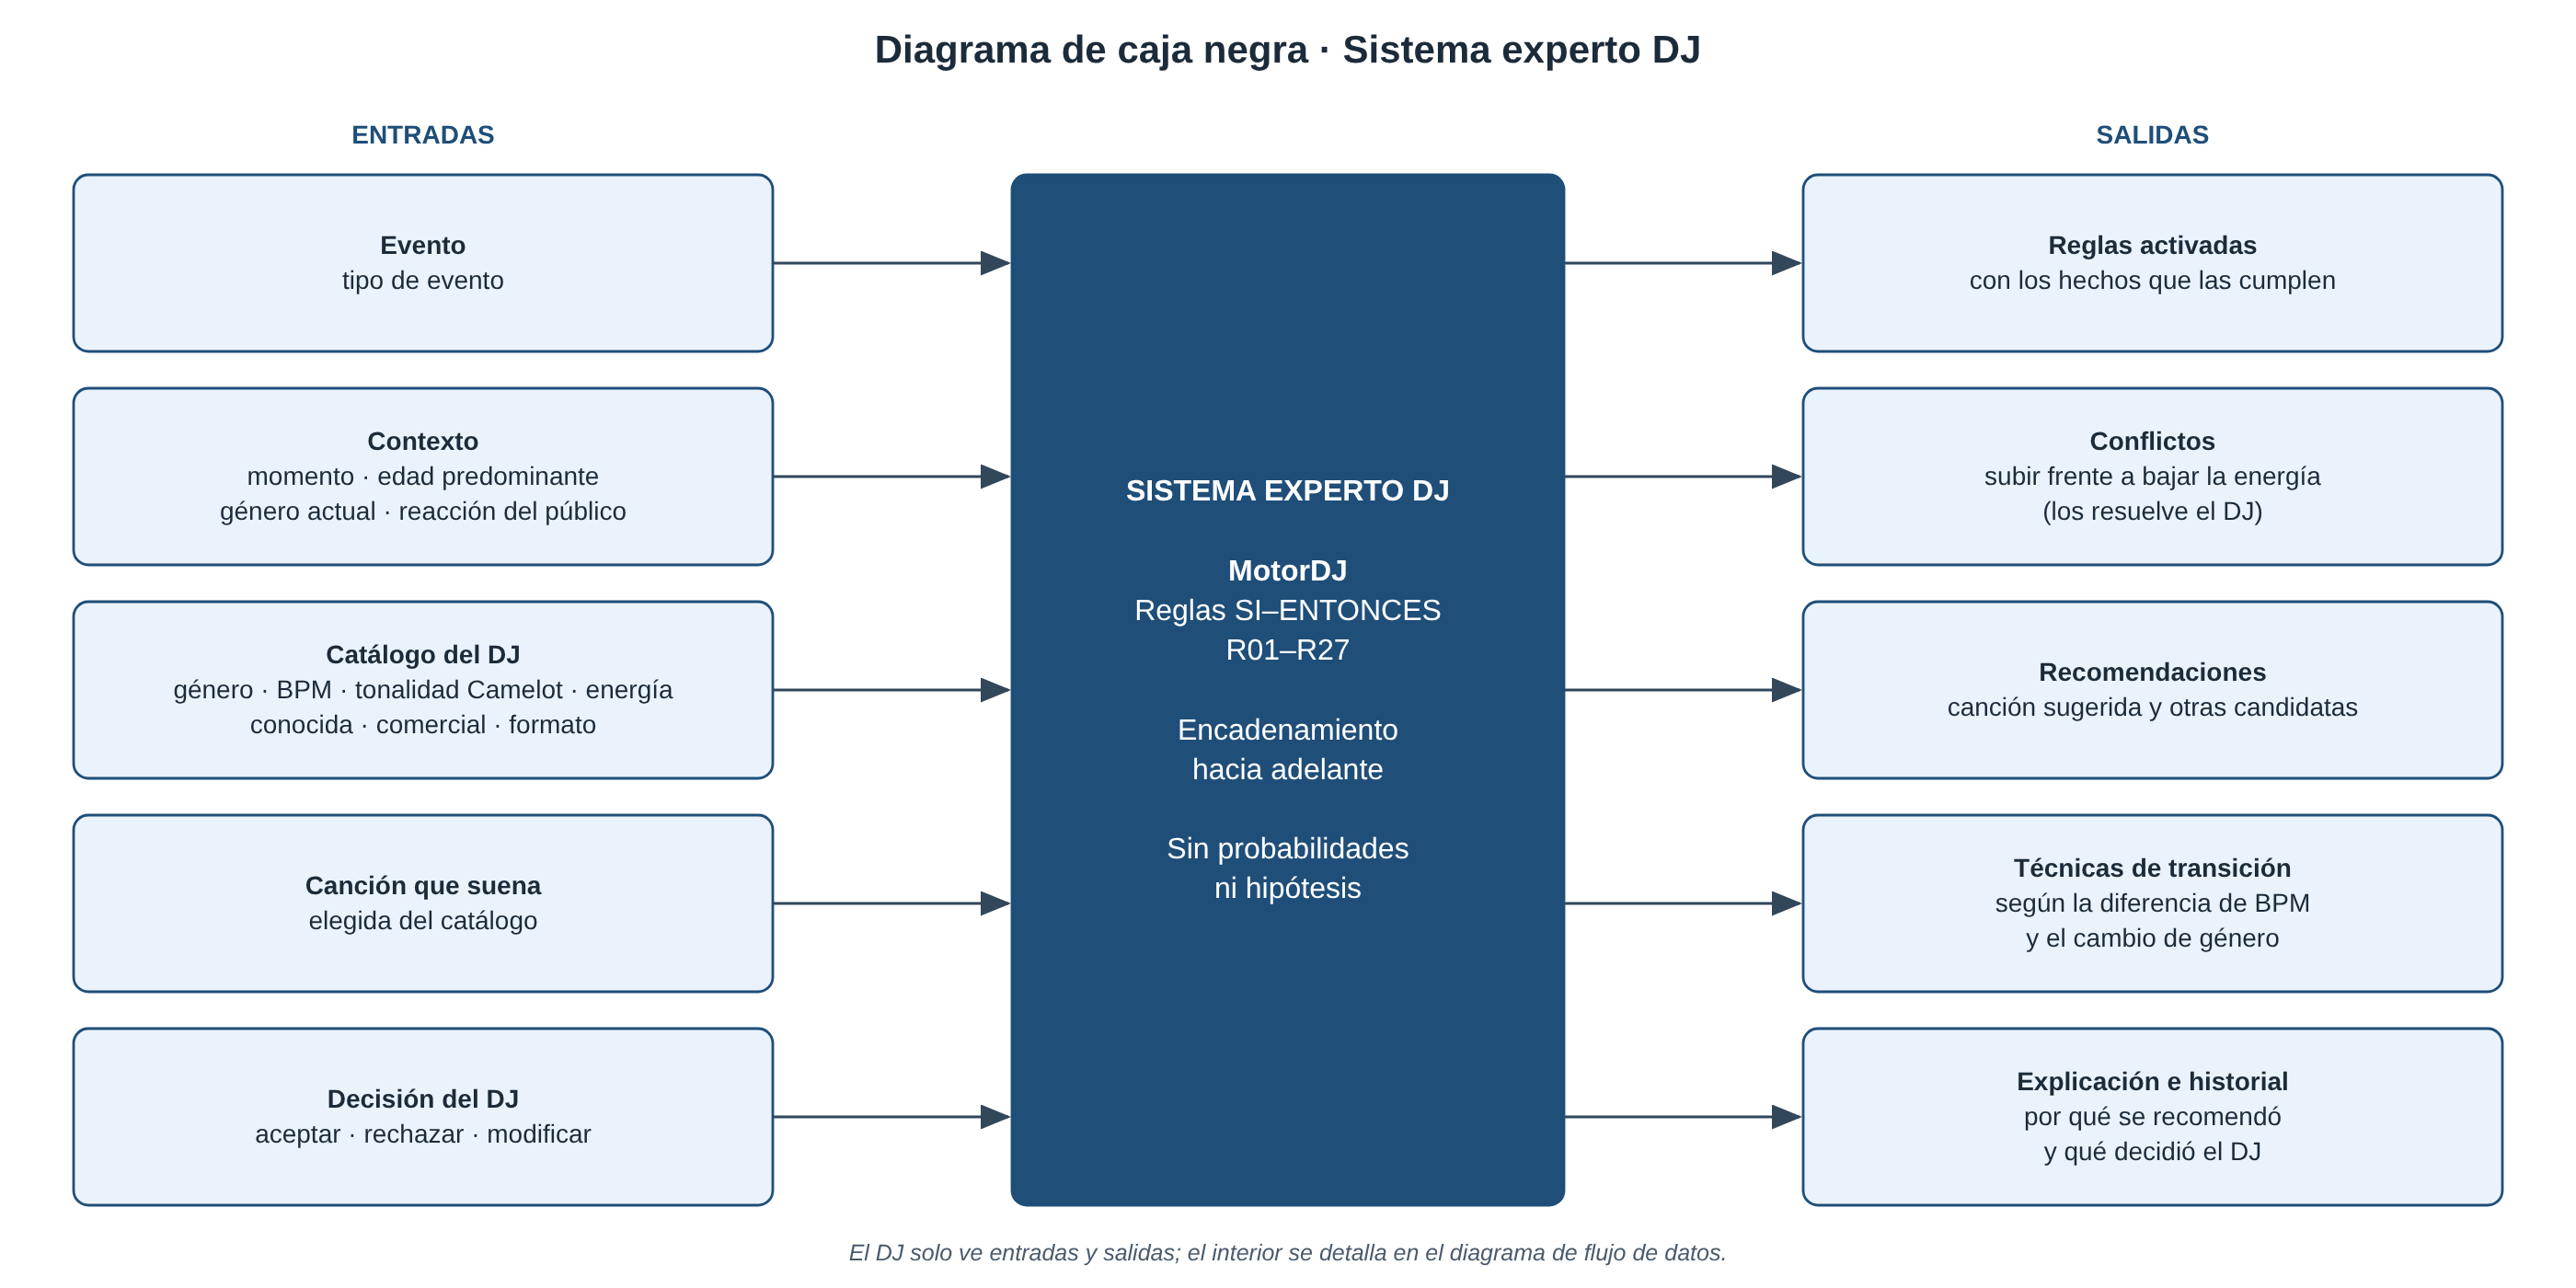 Diagrama de caja negra · Sistema experto DJ
ENTRADAS
Evento
tipo de evento
Contexto
momento · edad predominante
género actual · reacción del público
Catálogo del DJ
género · BPM · tonalidad Camelot · energía
conocida · comercial · formato
Canción que suena
elegida del catálogo
Decisión del DJ
aceptar · rechazar · modificar
SISTEMA EXPERTO DJ
MotorDJ
Reglas SI–ENTONCES
R01–R27
Encadenamiento
hacia adelante
Sin probabilidades
ni hipótesis
SALIDAS
Reglas activadas
con los hechos que las cumplen
Conflictos
subir frente a bajar la energía
(los resuelve el DJ)
Recomendaciones
canción sugerida y otras candidatas
Técnicas de transición
según la diferencia de BPM
y el cambio de género
Explicación e historial
por qué se recomendó
y qué decidió el DJ
El DJ solo ve entradas y salidas; el interior se detalla en el diagrama de flujo de datos.